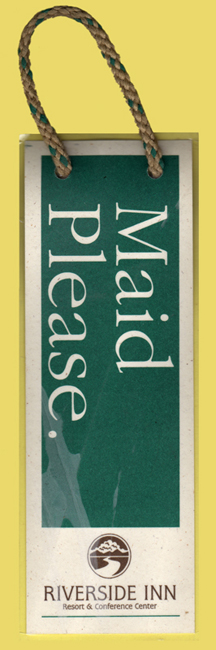 Maid
Please.
RIVERSIDE INN
Resort & Conference Center